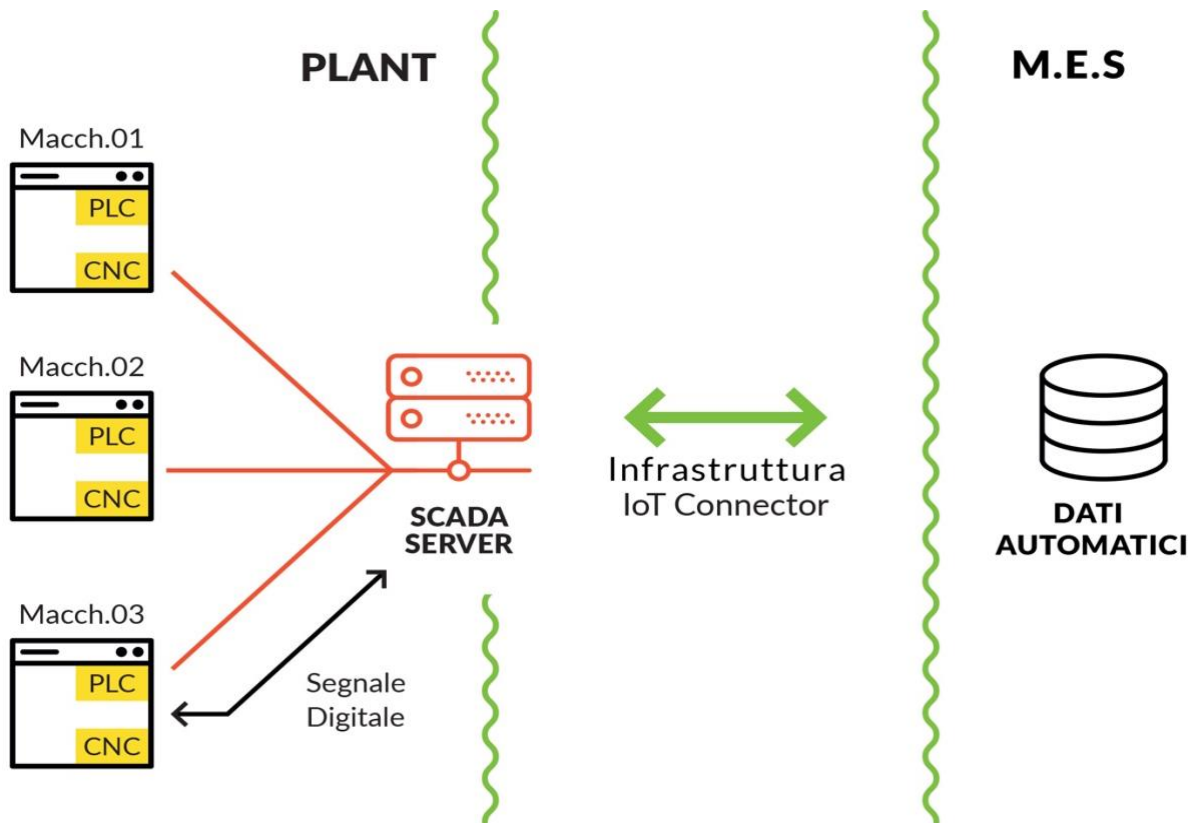 PLANT
M.E.S
Macch.01
PLC
CNC
Macch.02
PLC
CNC
SCADA
SERVER
Infrastruttura
IoT Connector
DATI
AUTOMATICI
Macch.03
PLC
CNC
Segnale
Digitale